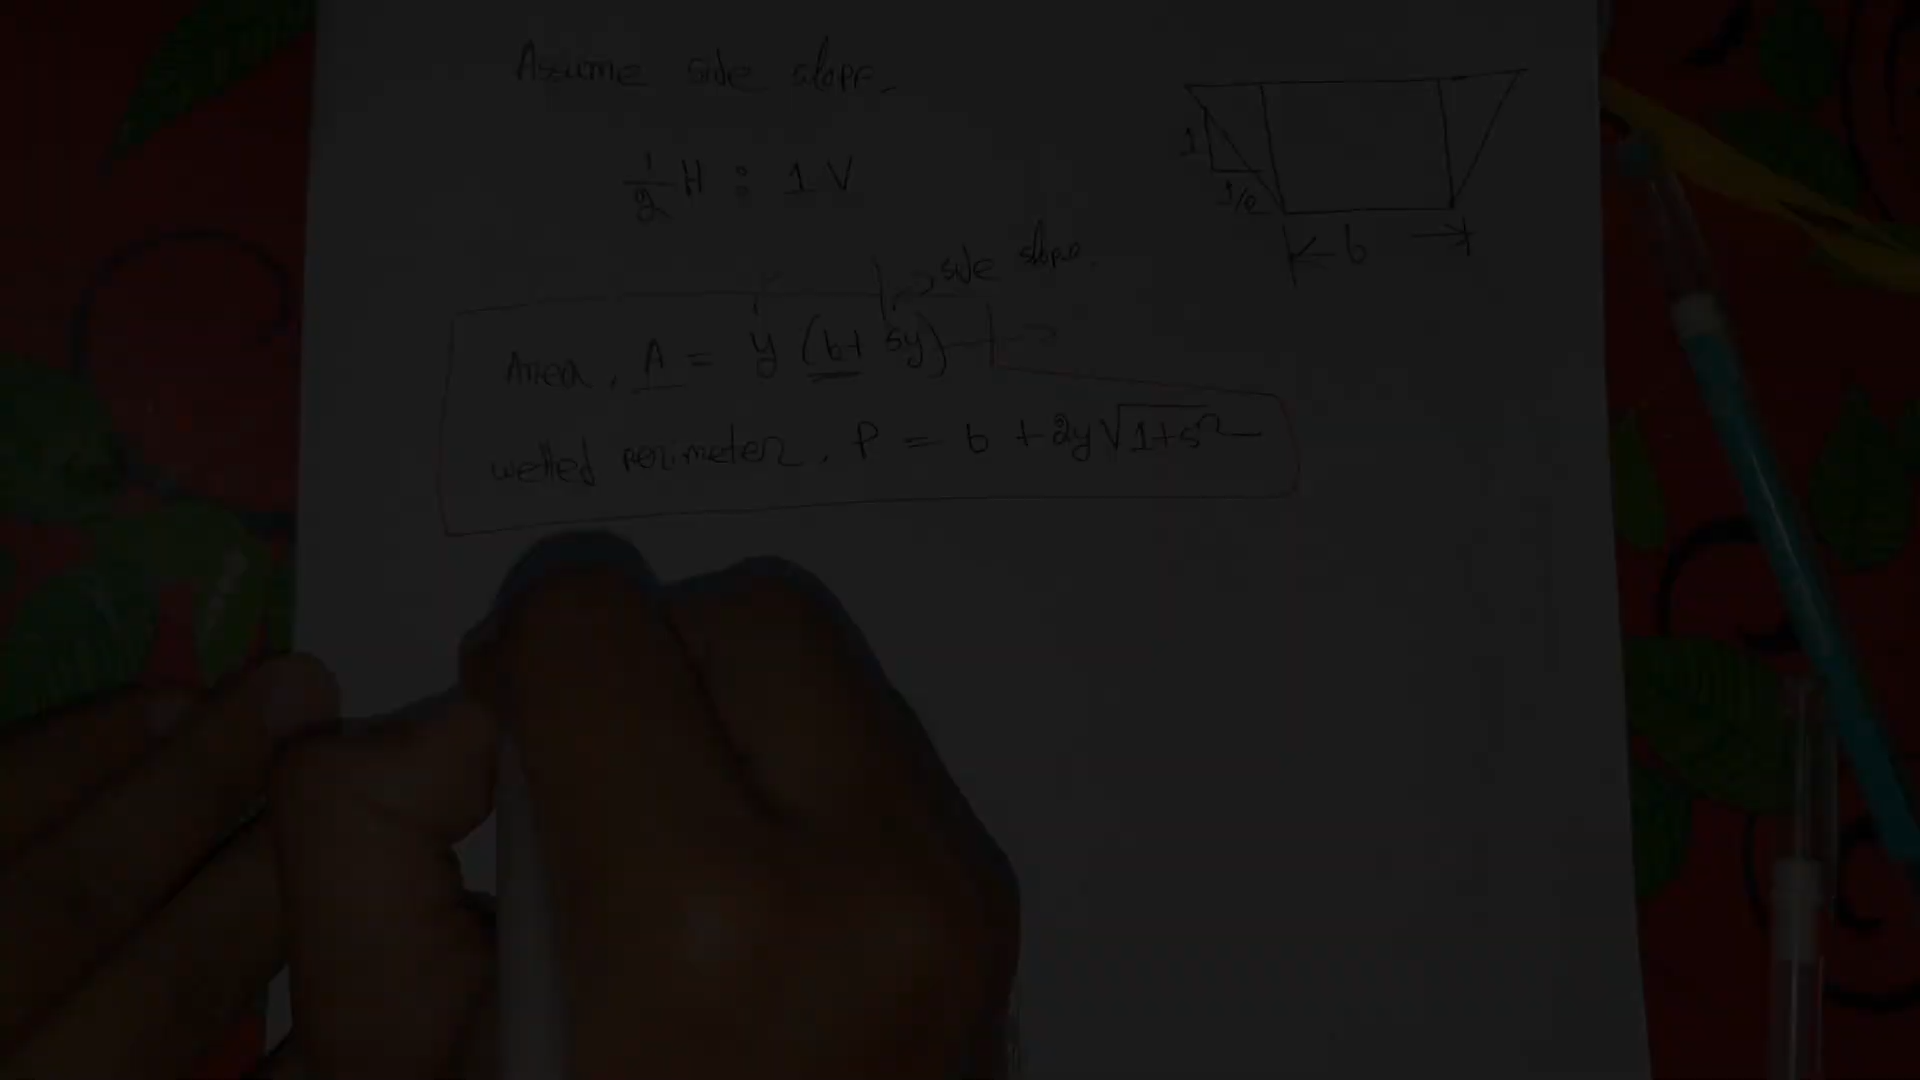 Assume side slope.
1/2 H : 1 V
1
1/2
b
side slope.
Area, A = y (b+ sy)
wetted perimeter, P = b + 2y√1+s²